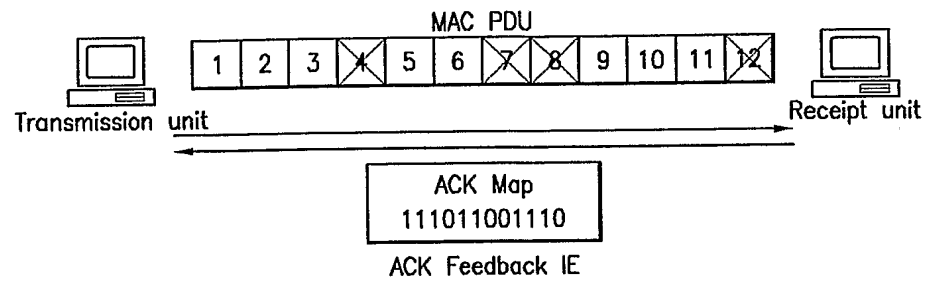 MAC PDU
1 2 3 4 5 6 7 8 9 10 11 12
Transmission unit
Receipt unit
ACK Map
111011001110
ACK Feedback IE